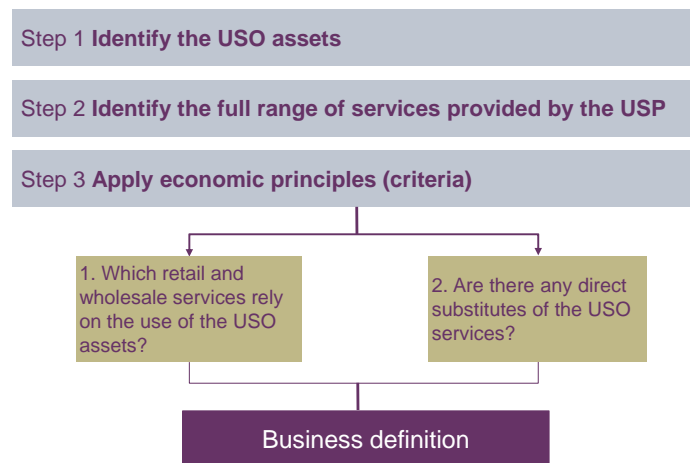 Step 1 Identify the USO assets
Step 2 Identify the full range of services provided by the USP
Step 3 Apply economic principles (criteria)
1. Which retail and
wholesale services rely
on the use of the USO
assets?
2. Are there any direct
substitutes of the USO
services?
Business definition